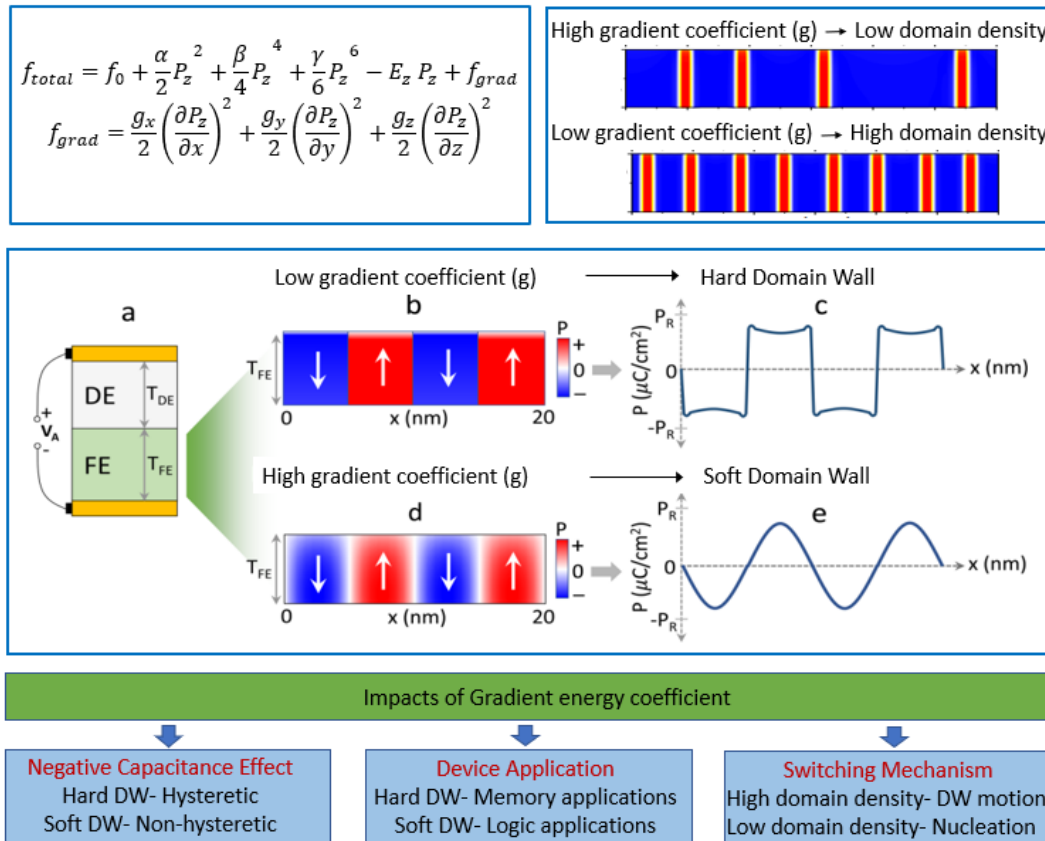 f_total = f_0 + α/2 P_z^2 + β/4 P_z^4 + γ/6 P_z^6 − E_z P_z + f_grad
f_grad = g_x/2 (∂P_z/∂x)^2 + g_y/2 (∂P_z/∂y)^2 + g_z/2 (∂P_z/∂z)^2
High gradient coefficient (g) → Low domain density
Low gradient coefficient (g) → High domain density
Low gradient coefficient (g) → Hard Domain Wall
a
DE
T_DE
FE
T_FE
+
V_A
-
b
T_FE
P
+
0
−
0
x (nm)
20
c
P_R
0
-P_R
P (μC/cm²)
x (nm)
High gradient coefficient (g) → Soft Domain Wall
d
T_FE
P
+
0
−
0
x (nm)
20
e
P_R
0
-P_R
P (μC/cm²)
x (nm)
Impacts of Gradient energy coefficient
Negative Capacitance Effect
Hard DW- Hysteretic
Soft DW- Non-hysteretic
Device Application
Hard DW- Memory applications
Soft DW- Logic applications
Switching Mechanism
High domain density- DW motion
Low domain density- Nucleation